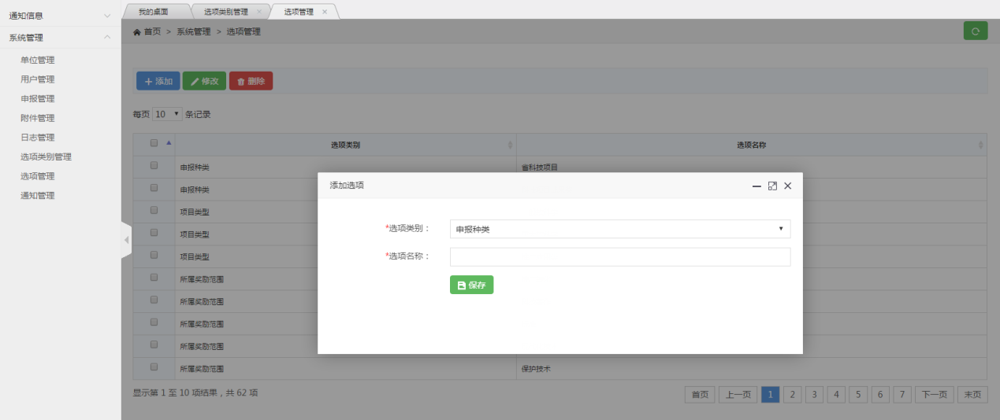 通知信息
系统管理
单位管理
用户管理
申报管理
附件管理
日志管理
选项类别管理
选项管理
通知管理
我的桌面 选项类别管理 × 选项管理 ×
首页 > 系统管理 > 选项管理
添加 修改 删除
每页 10 条记录
选项类别 选项名称
申报种类 省科技项目
申报种类
项目类型
项目类型
项目类型
所属奖励范围
所属奖励范围
所属奖励范围
所属奖励范围
所属奖励范围 保护技术
显示第 1 至 10 项结果，共 62 项
首页 上一页 1 2 3 4 5 6 7 下一页 末页
添加选项
*选项类别： 申报种类
*选项名称：
保存